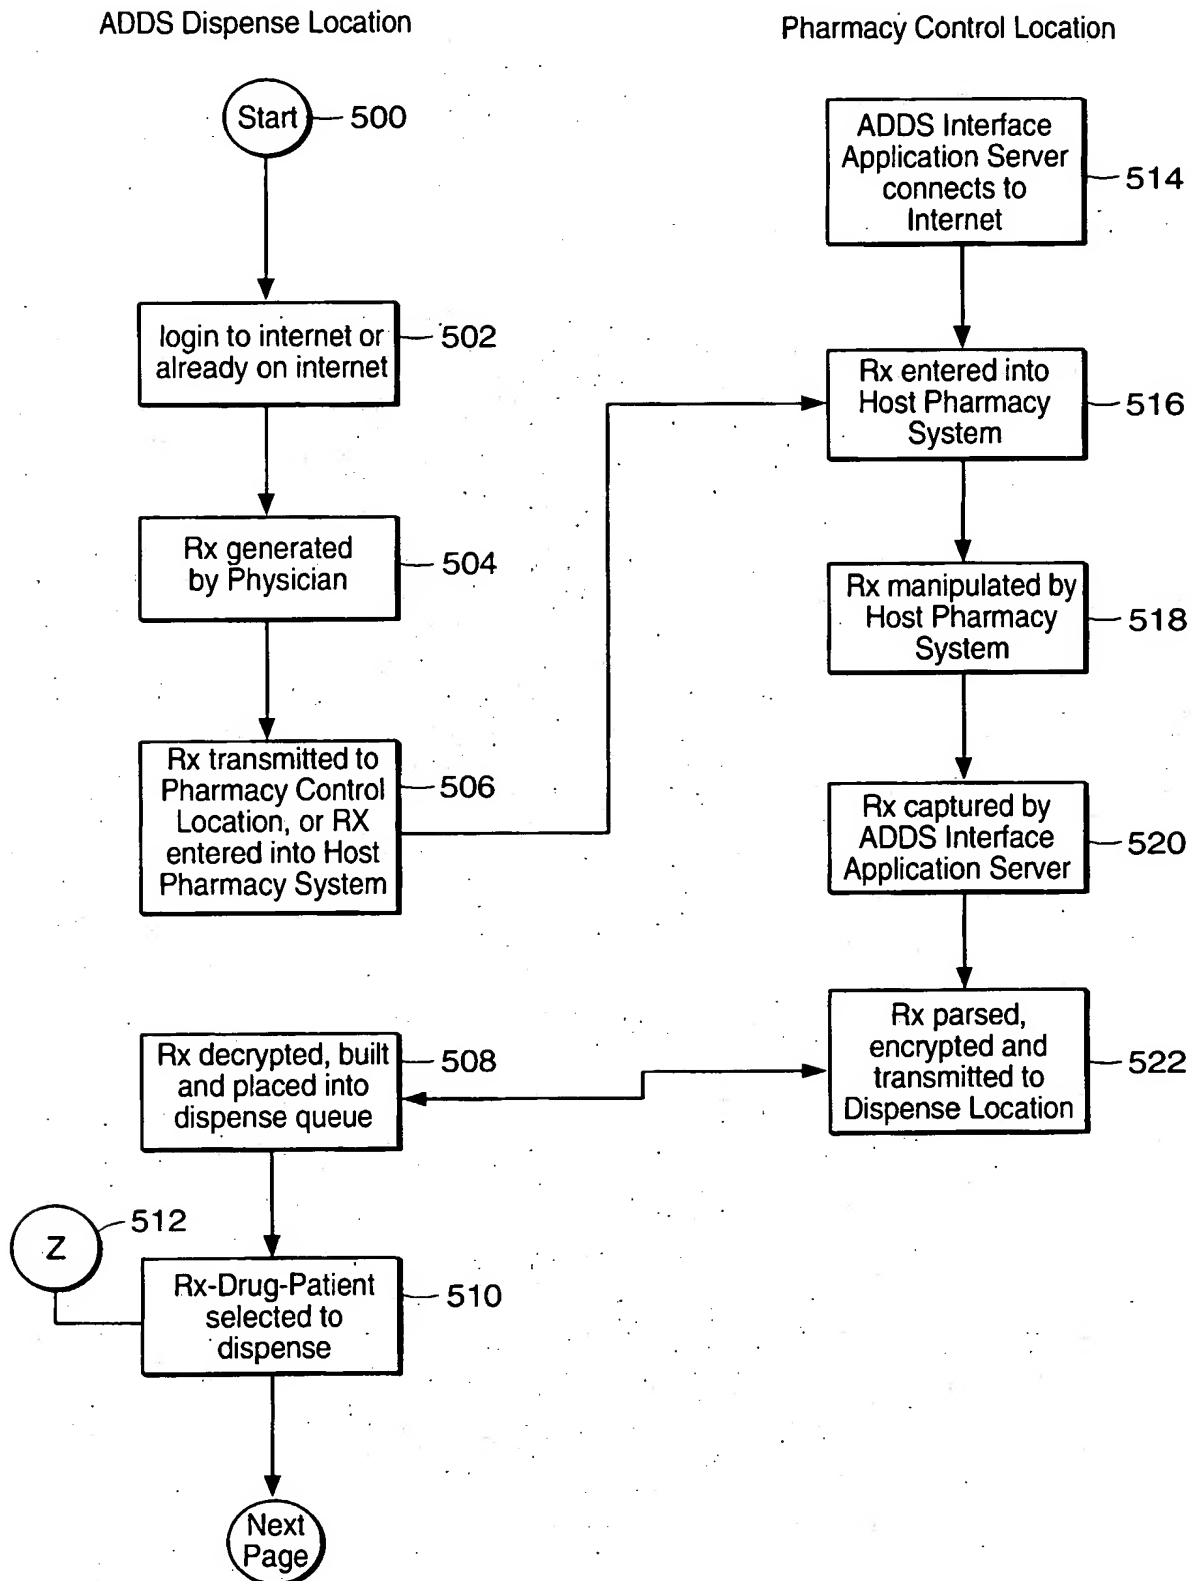 ADDS Dispense Location
Start
500
login to internet or
already on internet
502
Rx generated
by Physician
504
Rx transmitted to
Pharmacy Control
Location, or RX
entered into Host
Pharmacy System
506
Rx decrypted, built
and placed into
dispense queue
508
Z
512
Rx-Drug-Patient
selected to
dispense
510
Next
Page
Pharmacy Control Location
ADDS Interface
Application Server
connects to
Internet
514
Rx entered into
Host Pharmacy
System
516
Rx manipulated by
Host Pharmacy
System
518
Rx captured by
ADDS Interface
Application Server
520
Rx parsed,
encrypted and
transmitted to
Dispense Location
522